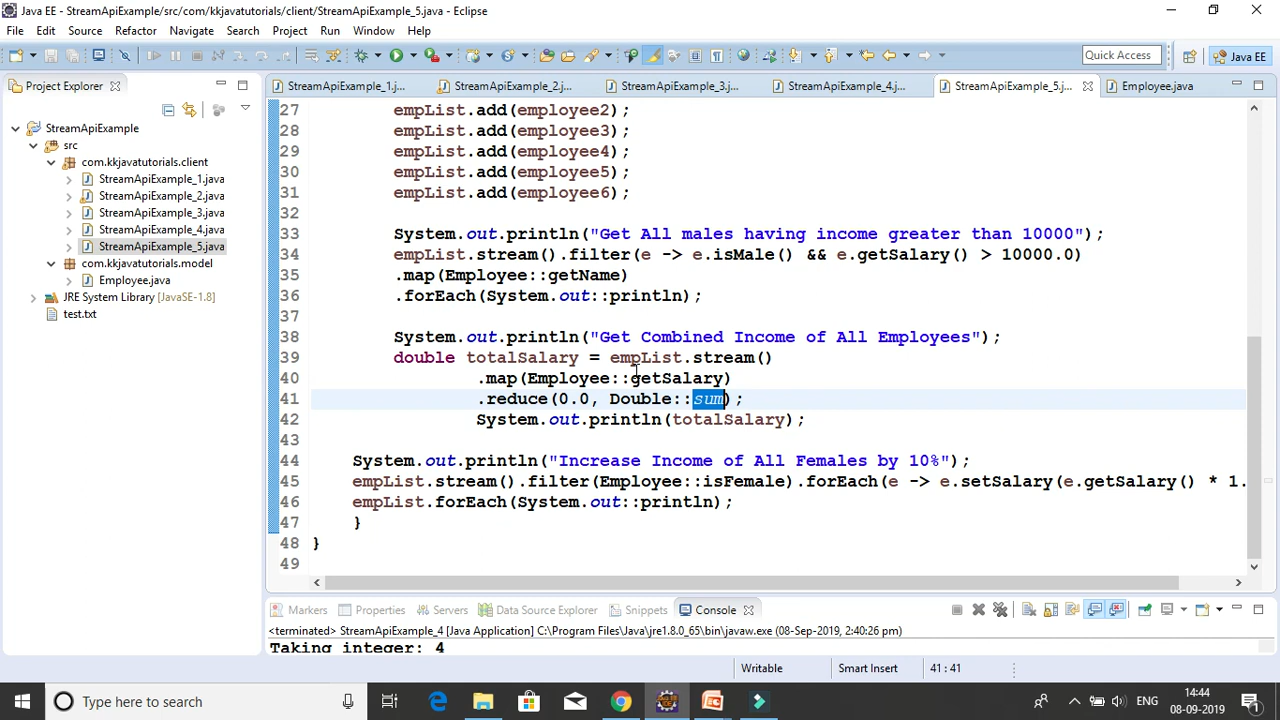 Java EE - StreamApiExample/src/com/kkjavatutorials/client/StreamApiExample_5.java - Eclipse
File Edit Source Refactor Navigate Search Project Run Window Help
Quick Access
Java EE
Project Explorer
StreamApiExample_1.j... StreamApiExample_2.j... StreamApiExample_3.j... StreamApiExample_4.j... StreamApiExample_5.j... Employee.java
StreamApiExample
src
com.kkjavatutorials.client
StreamApiExample_1.java
StreamApiExample_2.java
StreamApiExample_3.java
StreamApiExample_4.java
StreamApiExample_5.java
com.kkjavatutorials.model
Employee.java
JRE System Library [JavaSE-1.8]
test.txt
27 empList.add(employee2);
28 empList.add(employee3);
29 empList.add(employee4);
30 empList.add(employee5);
31 empList.add(employee6);
32
33 System.out.println("Get All males having income greater than 10000");
34 empList.stream().filter(e -> e.isMale() && e.getSalary() > 10000.0)
35 .map(Employee::getName)
36 .forEach(System.out::println);
37
38 System.out.println("Get Combined Income of All Employees");
39 double totalSalary = empList.stream()
40 .map(Employee::getSalary)
41 .reduce(0.0, Double::sum);
42 System.out.println(totalSalary);
43
44 System.out.println("Increase Income of All Females by 10%");
45 empList.stream().filter(Employee::isFemale).forEach(e -> e.setSalary(e.getSalary() * 1.
46 empList.forEach(System.out::println);
47 }
48 }
49
Markers Properties Servers Data Source Explorer Snippets Console
<terminated> StreamApiExample_4 [Java Application] C:\Program Files\Java\jre1.8.0_65\bin\javaw.exe (08-Sep-2019, 2:40:26 pm)
Taking integer: 4
Writable Smart Insert 41 : 41
Type here to search
ENG
14:44
08-09-2019
1